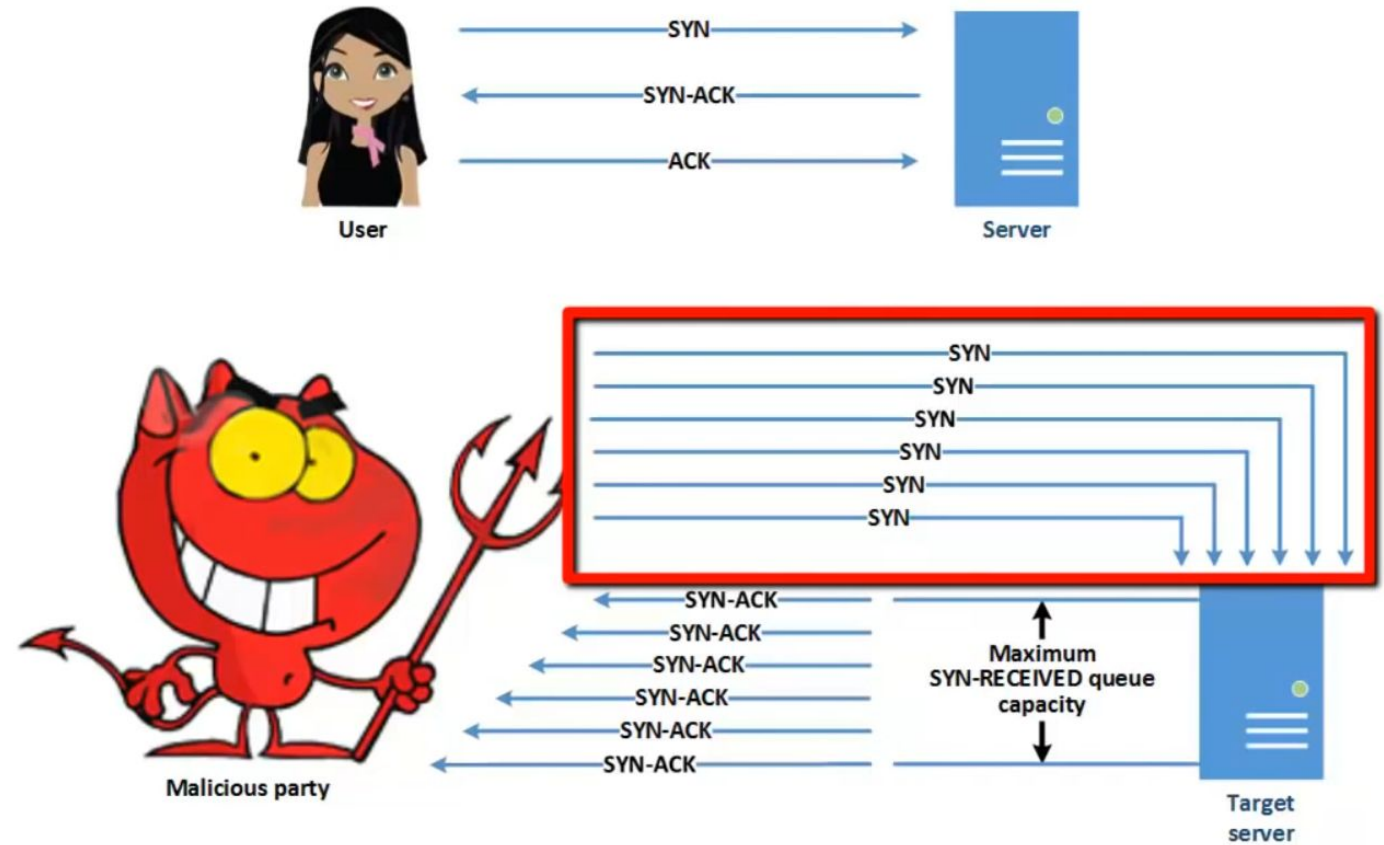 SYN
SYN-ACK
ACK
User
Server
SYN
SYN
SYN
SYN
SYN
SYN
SYN-ACK
SYN-ACK
SYN-ACK
SYN-ACK
SYN-ACK
SYN-ACK
Maximum
SYN-RECEIVED queue
capacity
Malicious party
Target
server